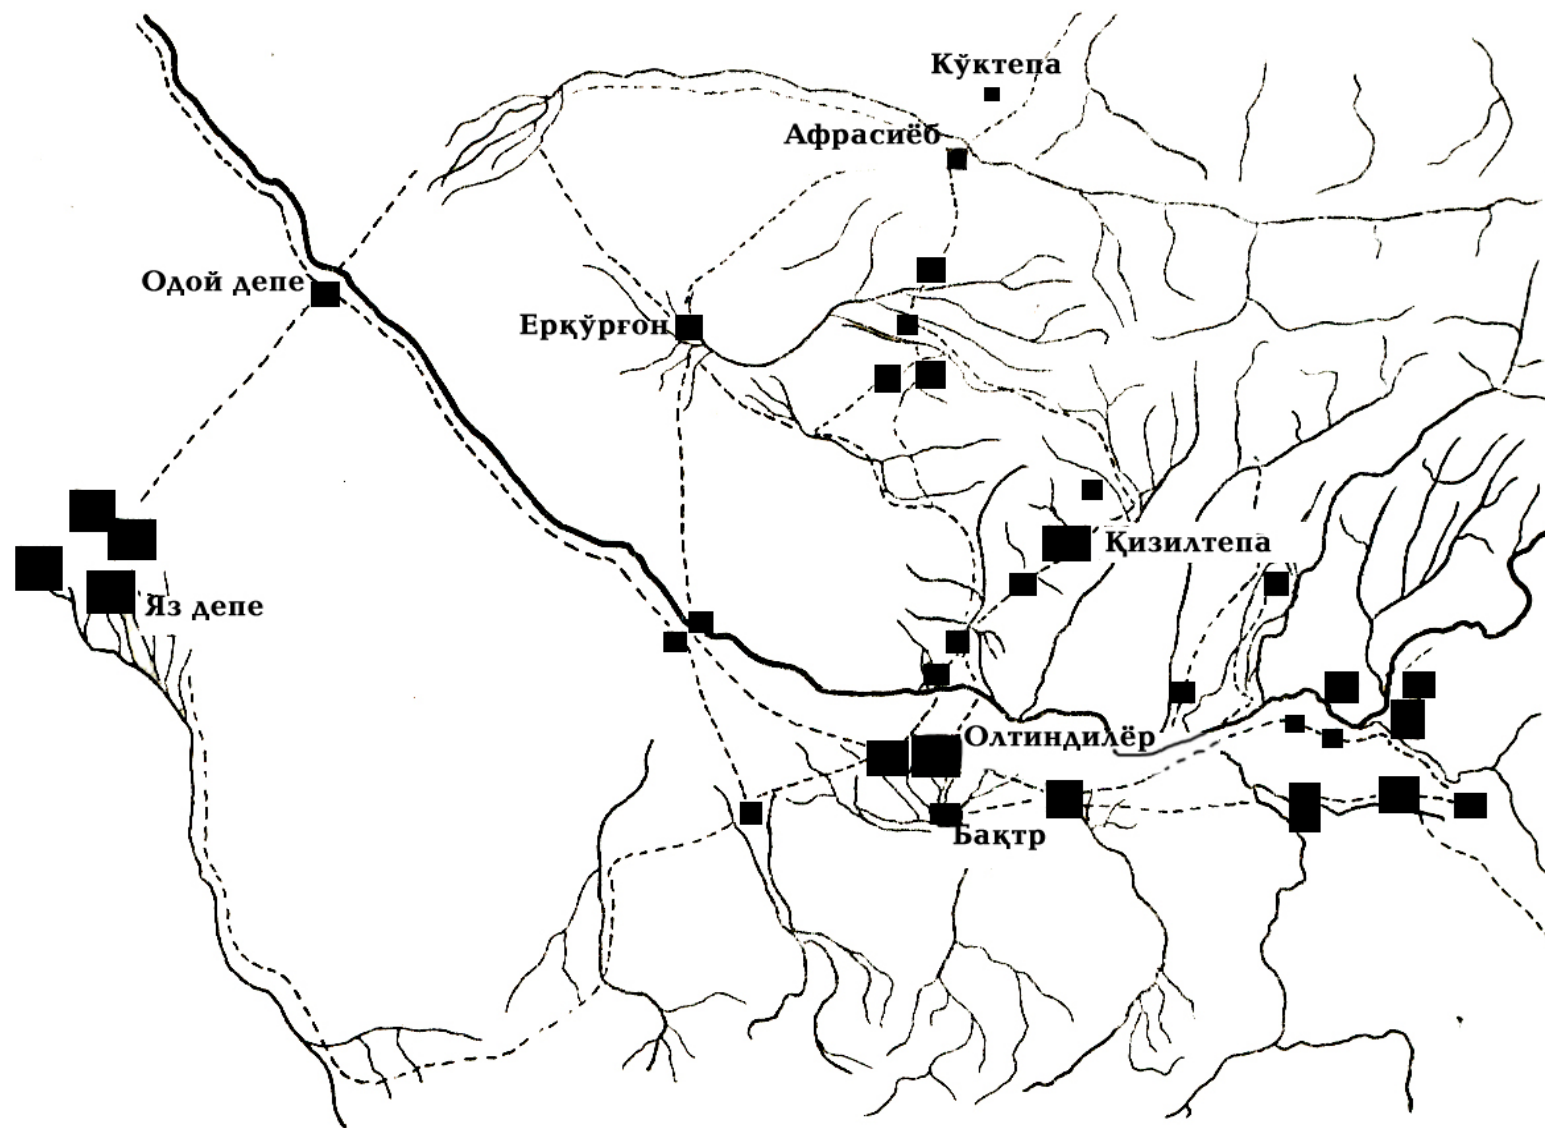 Кўктепа
Афрасиёб
Одой депе
Ерқўрғон
Қизилтепа
Яз депе
Олтиндилёр
Бақтр